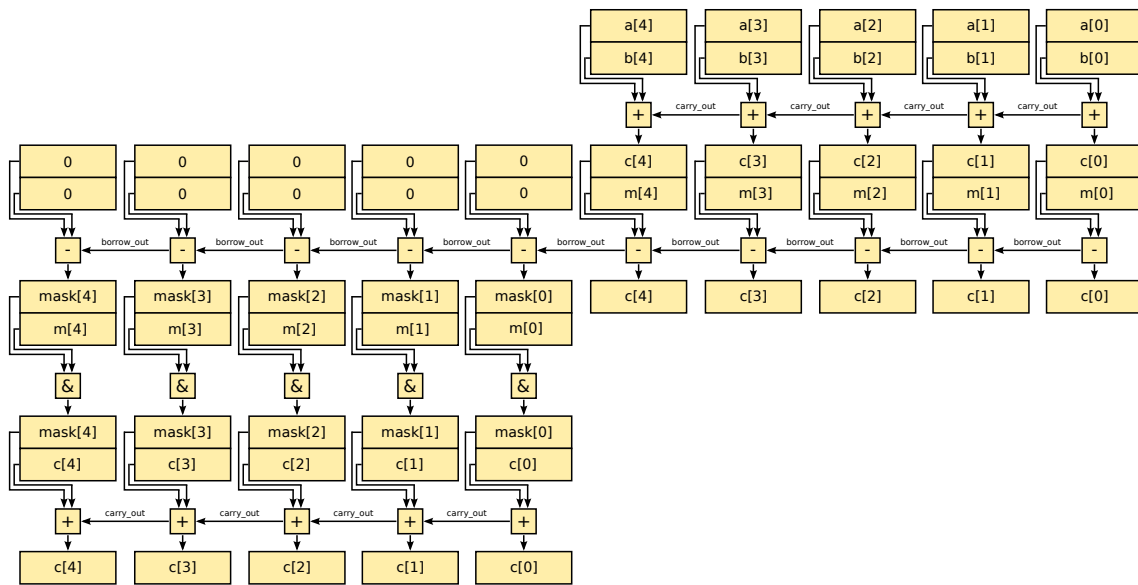 a[4] a[3] a[2] a[1] a[0]
b[4] b[3] b[2] b[1] b[0]
+ carry_out + carry_out + carry_out + carry_out +
0 0 0 0 0 c[4] c[3] c[2] c[1] c[0]
0 0 0 0 0 m[4] m[3] m[2] m[1] m[0]
- borrow_out - borrow_out - borrow_out - borrow_out - borrow_out - borrow_out - borrow_out - borrow_out - borrow_out -
mask[4] mask[3] mask[2] mask[1] mask[0] c[4] c[3] c[2] c[1] c[0]
m[4] m[3] m[2] m[1] m[0]
& & & & &
mask[4] mask[3] mask[2] mask[1] mask[0]
c[4] c[3] c[2] c[1] c[0]
+ carry_out + carry_out + carry_out + carry_out +
c[4] c[3] c[2] c[1] c[0]